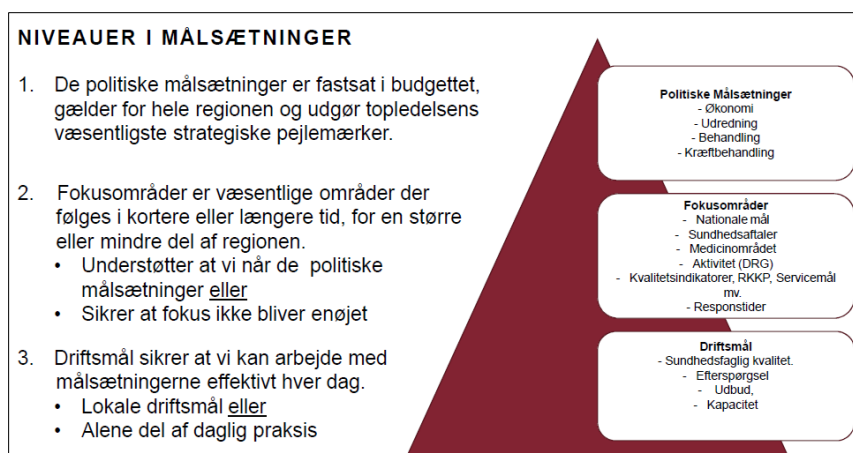 NIVEAUER I MÅLSÆTNINGER
1. De politiske målsætninger er fastsat i budgettet,
gælder for hele regionen og udgør topledelsens
væsentligste strategiske pejlemærker.
2. Fokusområder er væsentlige områder der
følges i kortere eller længere tid, for en større
eller mindre del af regionen.
• Understøtter at vi når de politiske
målsætninger eller
• Sikrer at fokus ikke bliver enøjet
3. Driftsmål sikrer at vi kan arbejde med
målsætningerne effektivt hver dag.
• Lokale driftsmål eller
• Alene del af daglig praksis
Politiske Målsætninger
- Økonomi
- Udredning
- Behandling
- Kræftbehandling
Fokusområder
- Nationale mål
- Sundhedsaftaler
- Medicinområdet
- Aktivitet (DRG)
- Kvalitetsindikatorer, RKKP, Servicemål
mv.
- Responstider
Driftsmål
- Sundhedsfaglig kvalitet.
- Efterspørgsel
- Udbud,
- Kapacitet